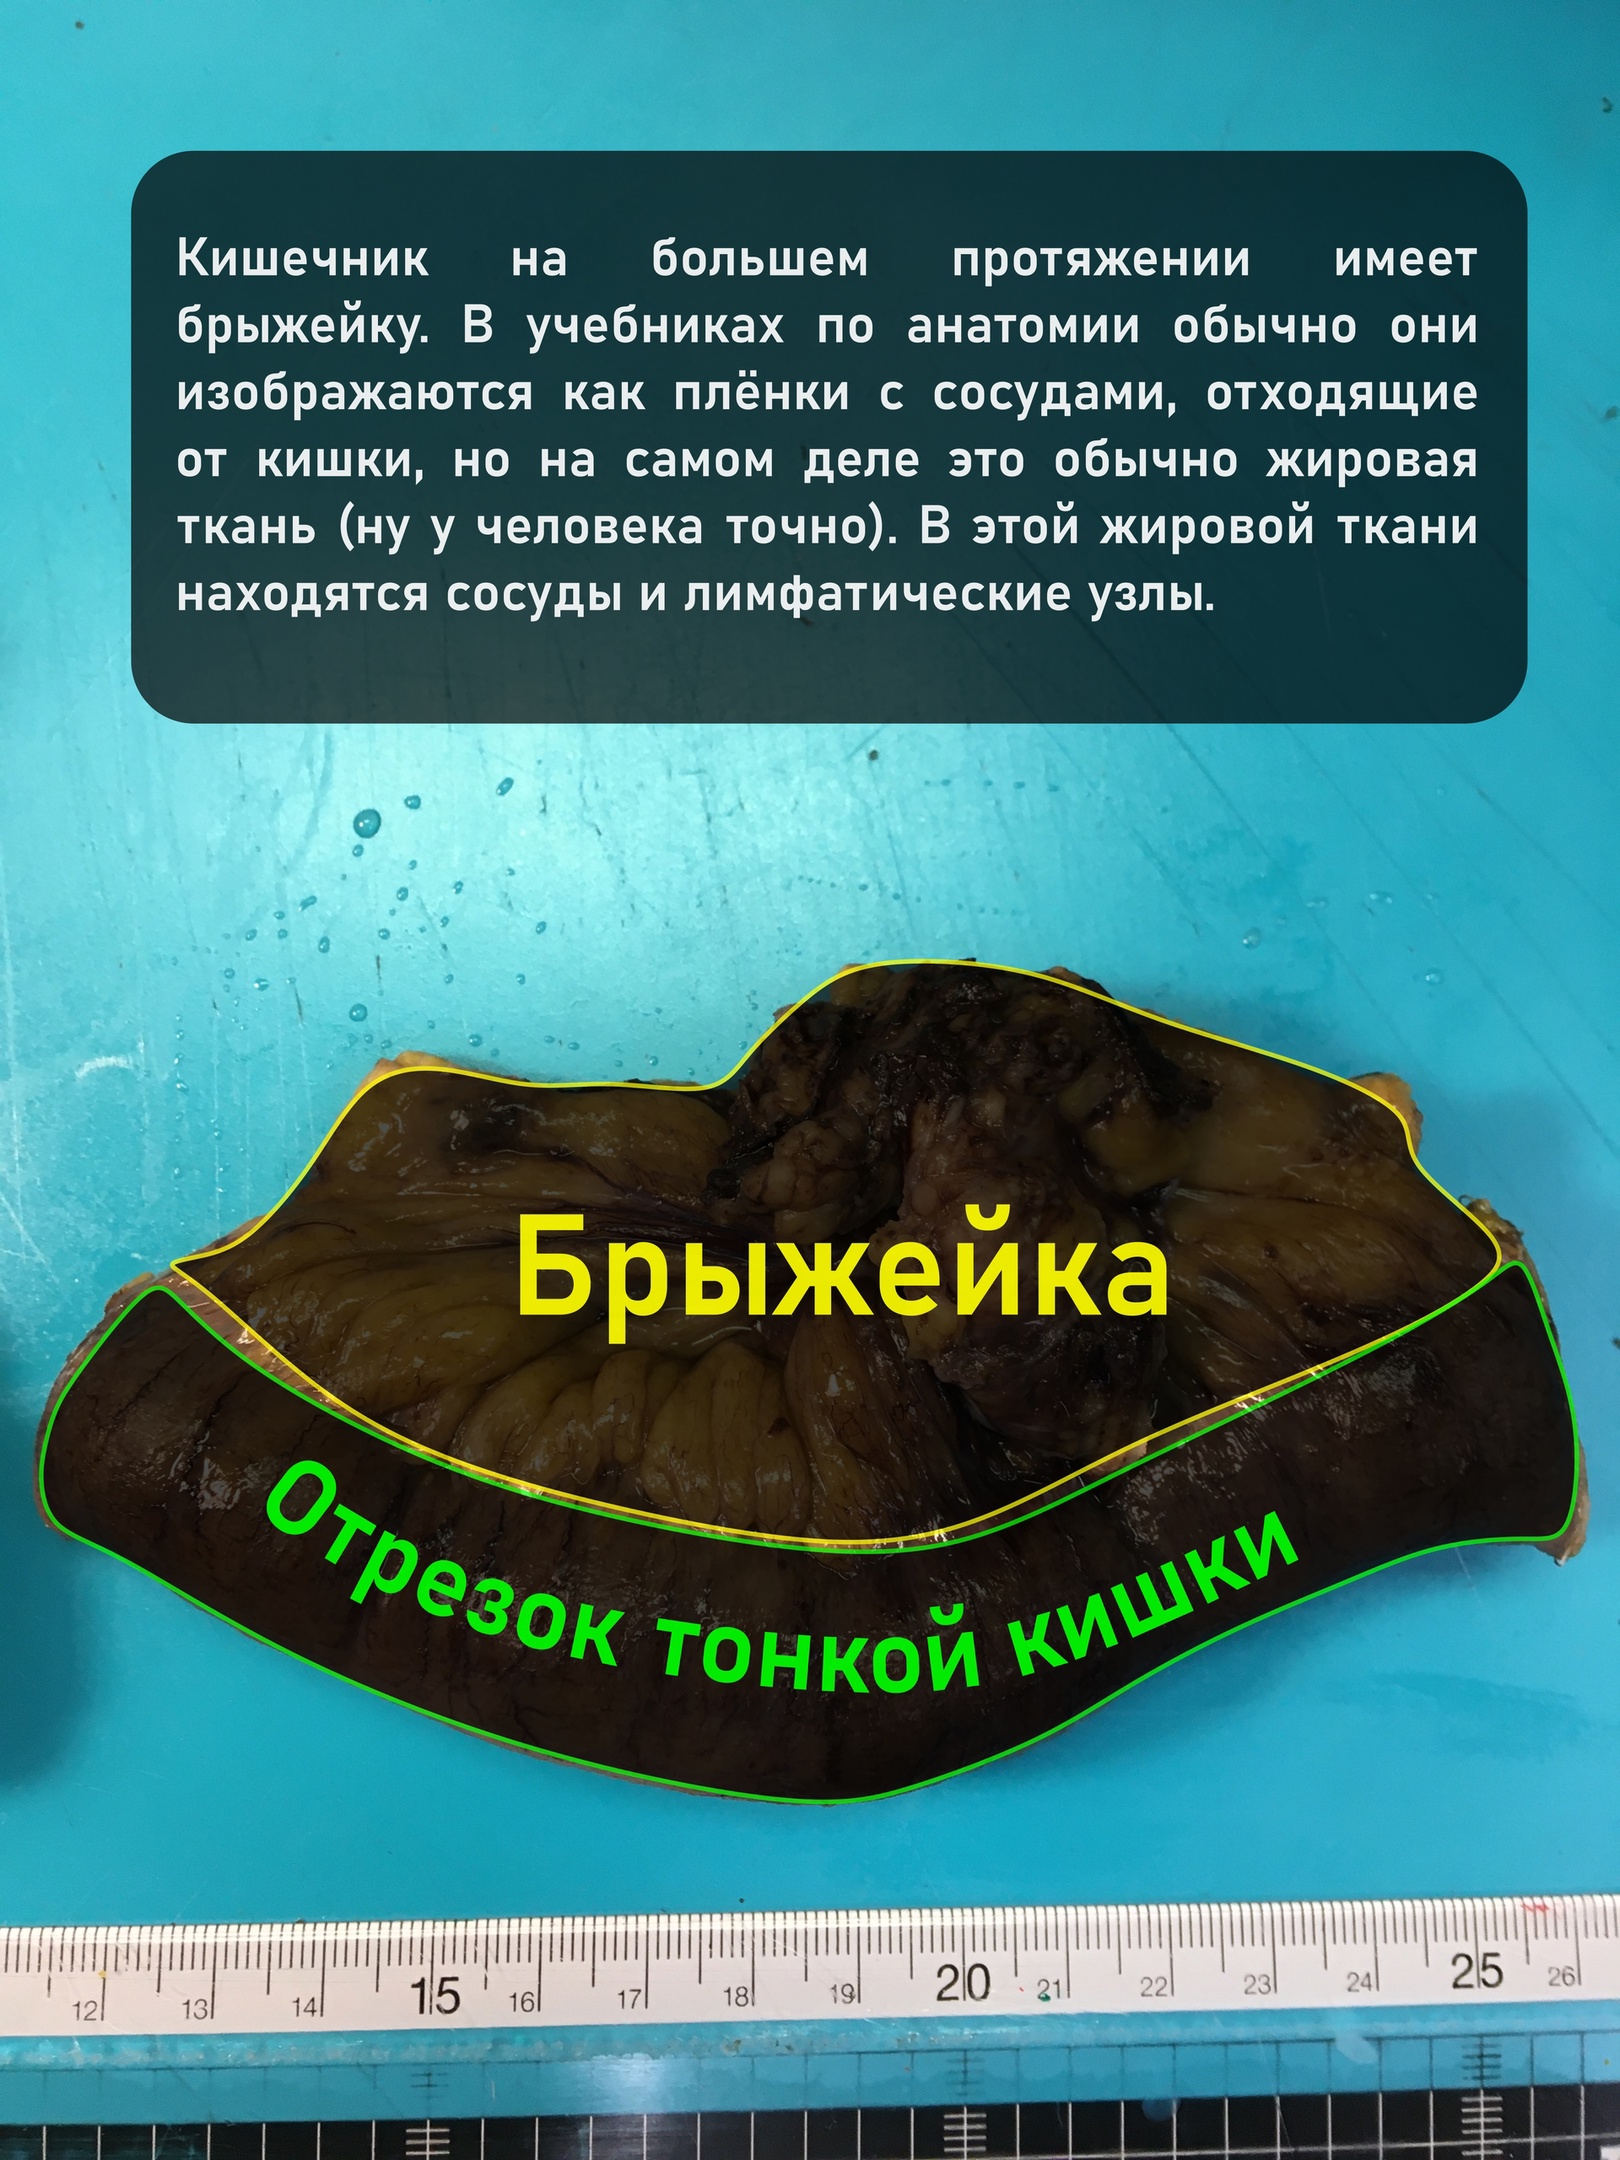 Кишечник на большем протяжении имеет
брыжейку. В учебниках по анатомии обычно они
изображаются как плёнки с сосудами, отходящие
от кишки, но на самом деле это обычно жировая
ткань (ну у человека точно). В этой жировой ткани
находятся сосуды и лимфатические узлы.
Брыжейка
Отрезок тонкой кишки
12 13 14 15 16 17 18 19 20 21 22 23 24 25 26